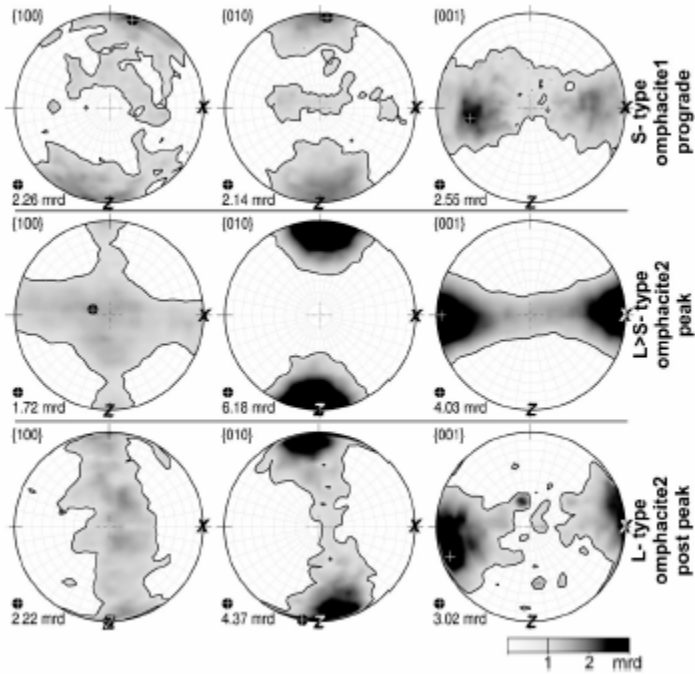 {100} {010} {001}
X X X
Z Z Z
2.26 mrd 2.14 mrd 2.55 mrd
S- type
omphacite1
prograde
{100} {010} {001}
X X X
Z Z Z
1.72 mrd 6.18 mrd 4.03 mrd
L>S- type
omphacite2
peak
{100} {010} {001}
X X X
Z Z Z
2.22 mrd 4.37 mrd 3.02 mrd
L- type
omphacite2
post peak
1 2 mrd